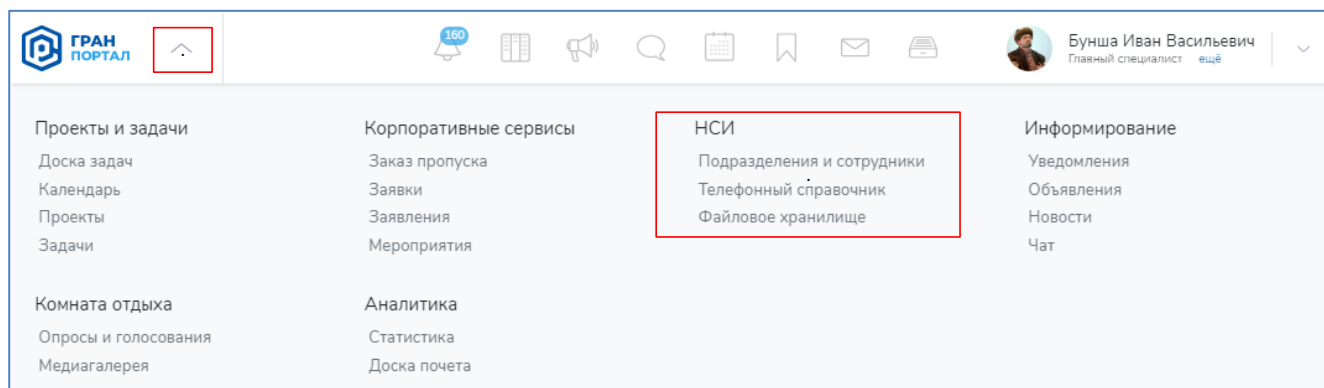 ГРАН
ПОРТАЛ
160
Бунша Иван Васильевич
Главный специалист ещё
Проекты и задачи
Доска задач
Календарь
Проекты
Задачи
Корпоративные сервисы
Заказ пропуска
Заявки
Заявления
Мероприятия
НСИ
Подразделения и сотрудники
Телефонный справочник
Файловое хранилище
Информирование
Уведомления
Объявления
Новости
Чат
Комната отдыха
Опросы и голосования
Медиагалерея
Аналитика
Статистика
Доска почета